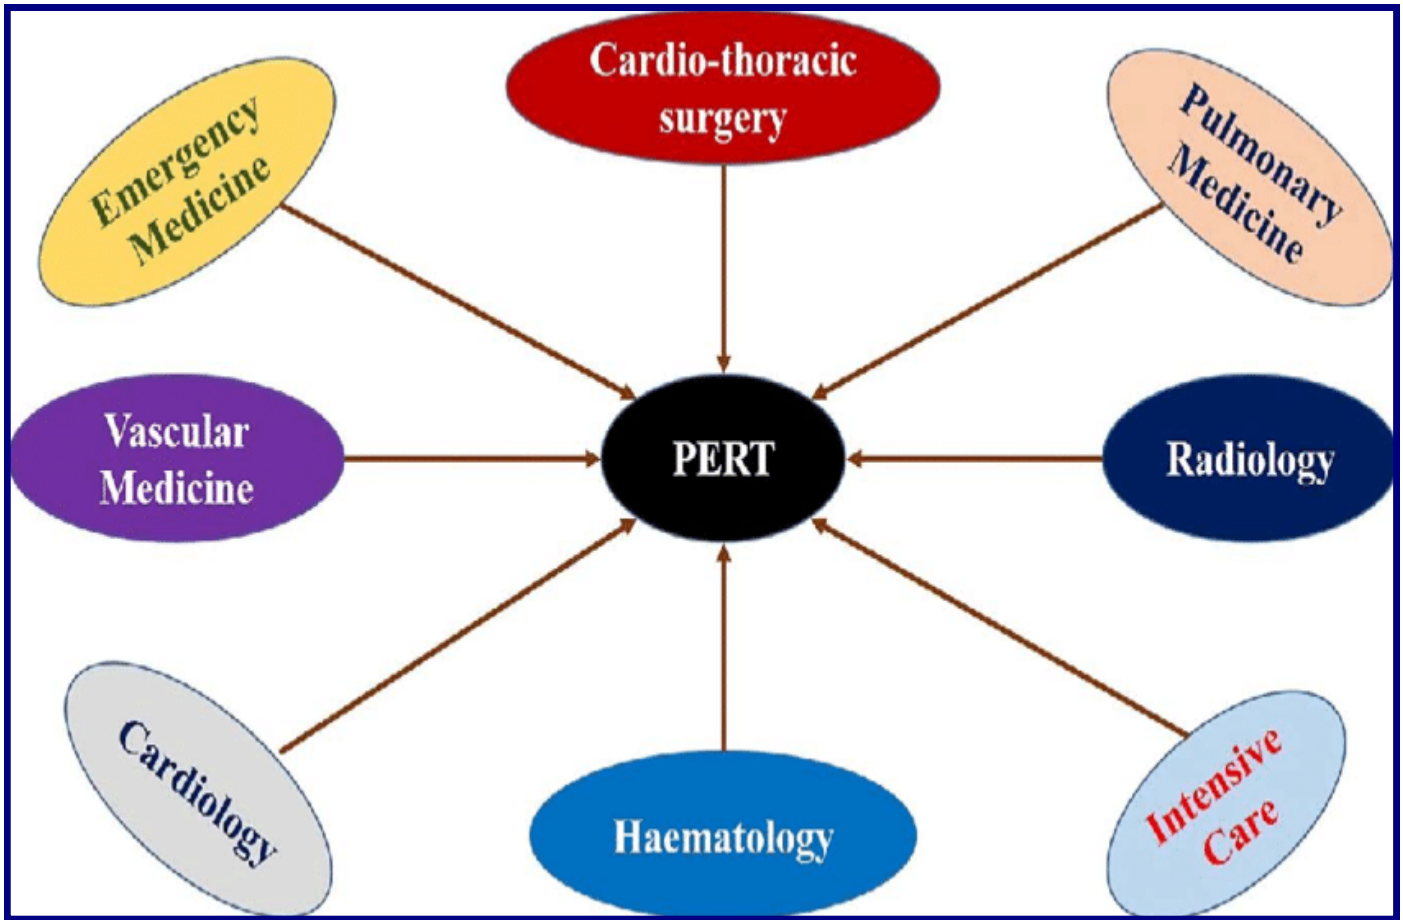 Cardio-thoracic
surgery
Emergency
Medicine
Pulmonary
Medicine
Vascular
Medicine
PERT
Radiology
Cardiology
Haematology
Intensive
Care